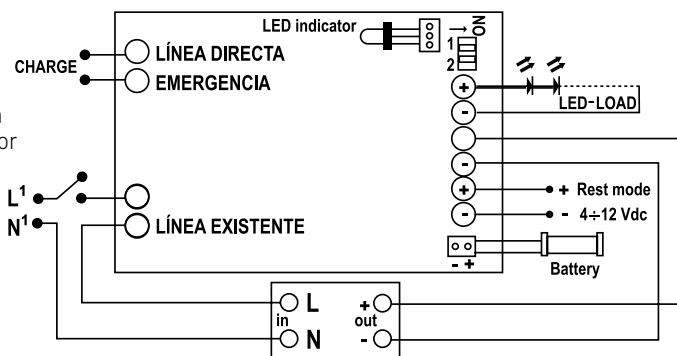 LED indicator
→ ON
1
2
CHARGE
LÍNEA DIRECTA
EMERGENCIA
+
-
LED-LOAD
or
-
L¹
N¹
LÍNEA EXISTENTE
+
+ Rest mode
-
- 4÷12 Vdc
- +
Battery
L
+
in
out
N
-